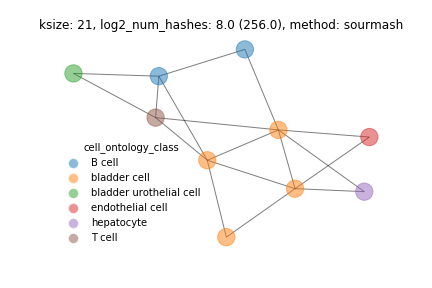 ksize: 21, log2_num_hashes: 8.0 (256.0), method: sourmash
cell_ontology_class
B cell
bladder cell
bladder urothelial cell
endothelial cell
hepatocyte
T cell